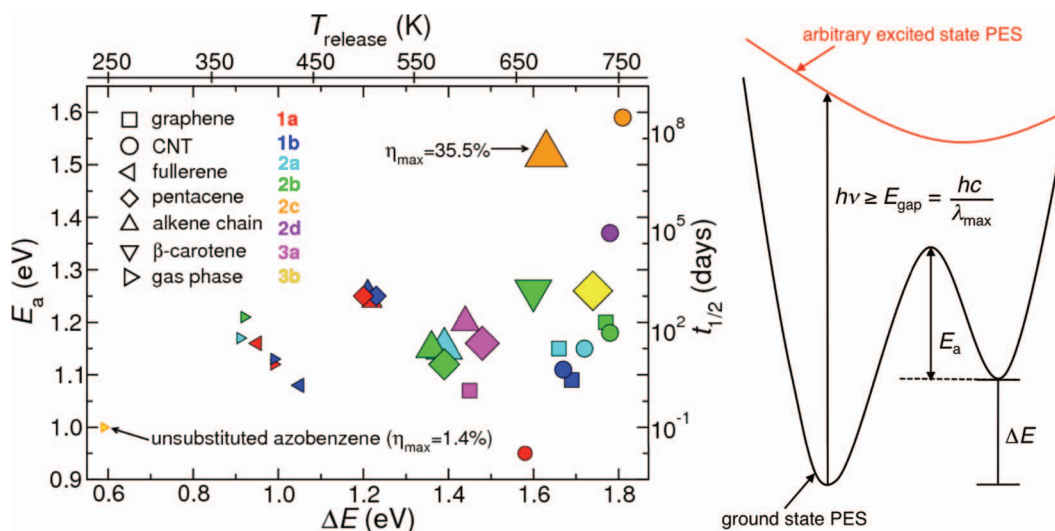 T_release (K)
250 375 500 625 750
1.6
1.5
1.4
1.3
1.2
1.1
1.0
0.9
E_a (eV)
graphene 1a
CNT 1b
fullerene 2a
pentacene 2b
alkene chain 2c
β-carotene 2d
gas phase 3a
3b
η_max=35.5%
unsubstituted azobenzene (η_max=1.4%)
10^8
10^5
10^2
10^-1
t_1/2 (days)
0.6 0.8 1.0 1.2 1.4 1.6 1.8
ΔE (eV)
arbitrary excited state PES
hν ≥ E_gap = hc/λ_max
E_a
ΔE
ground state PES